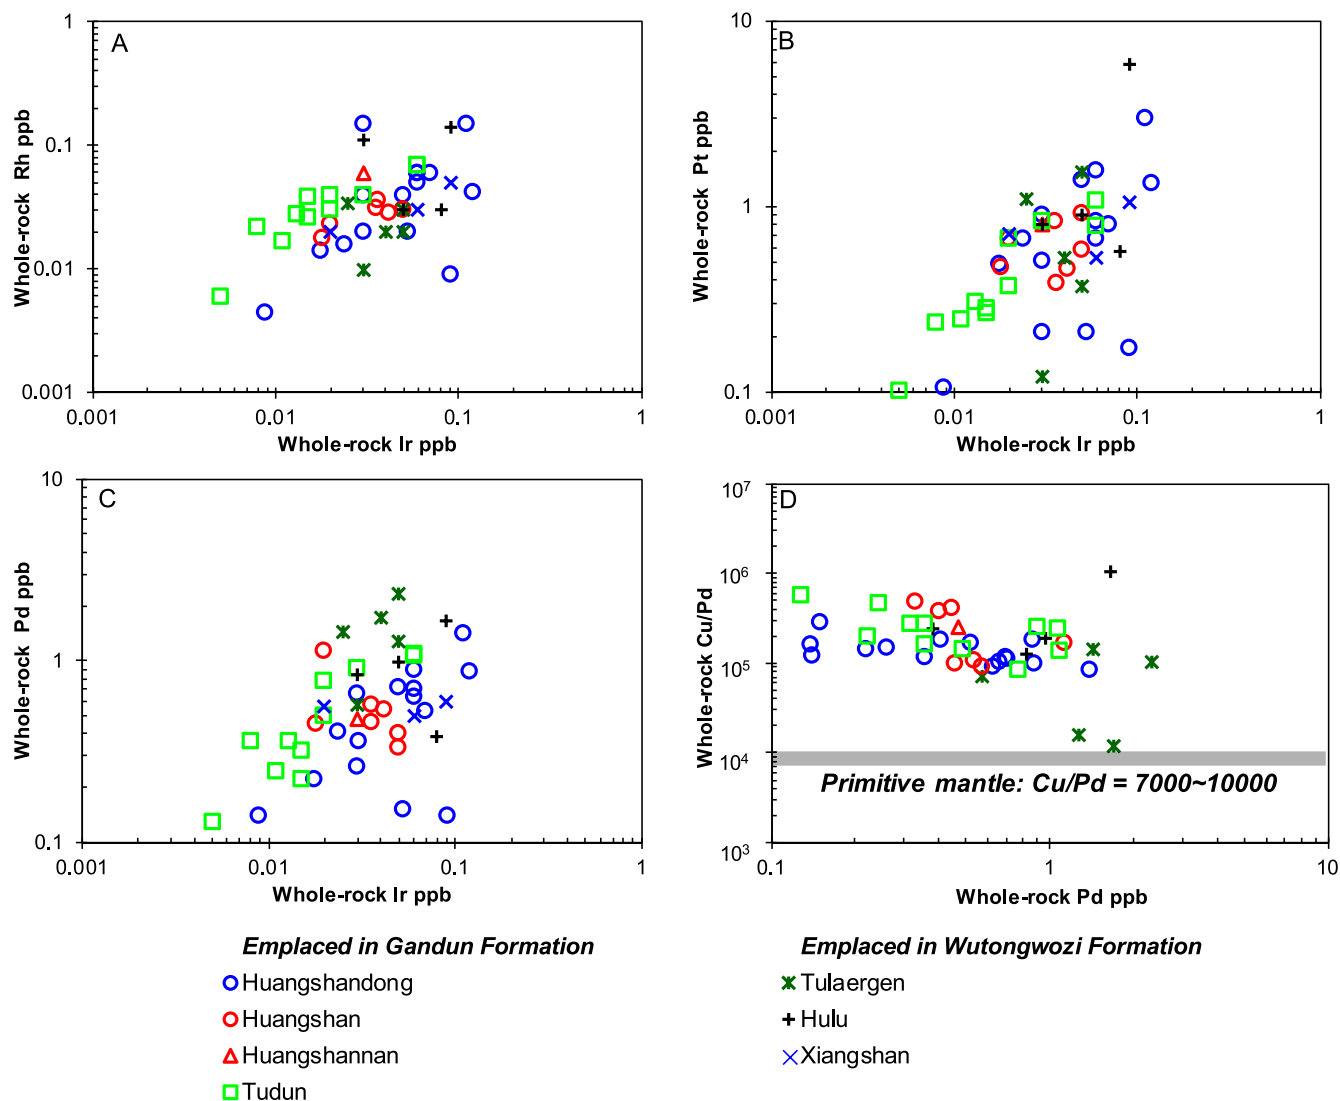 A
Whole-rock Rh ppb
1
0.1
0.01
0.001
0.001
0.01
0.1
1
Whole-rock Ir ppb
B
Whole-rock Pt ppb
10
1
0.1
0.001
0.01
0.1
1
Whole-rock Ir ppb
C
Whole-rock Pd ppb
10
1
0.1
0.001
0.01
0.1
1
Whole-rock Ir ppb
D
Whole-rock Cu/Pd
10⁷
10⁶
10⁵
10⁴
10³
Primitive mantle: Cu/Pd = 7000~10000
0.1
1
10
Whole-rock Pd ppb
Emplaced in Gandun Formation
Huangshandong
Huangshan
Huangshannan
Tudun
Emplaced in Wutongwozi Formation
Tulaergen
Hulu
Xiangshan